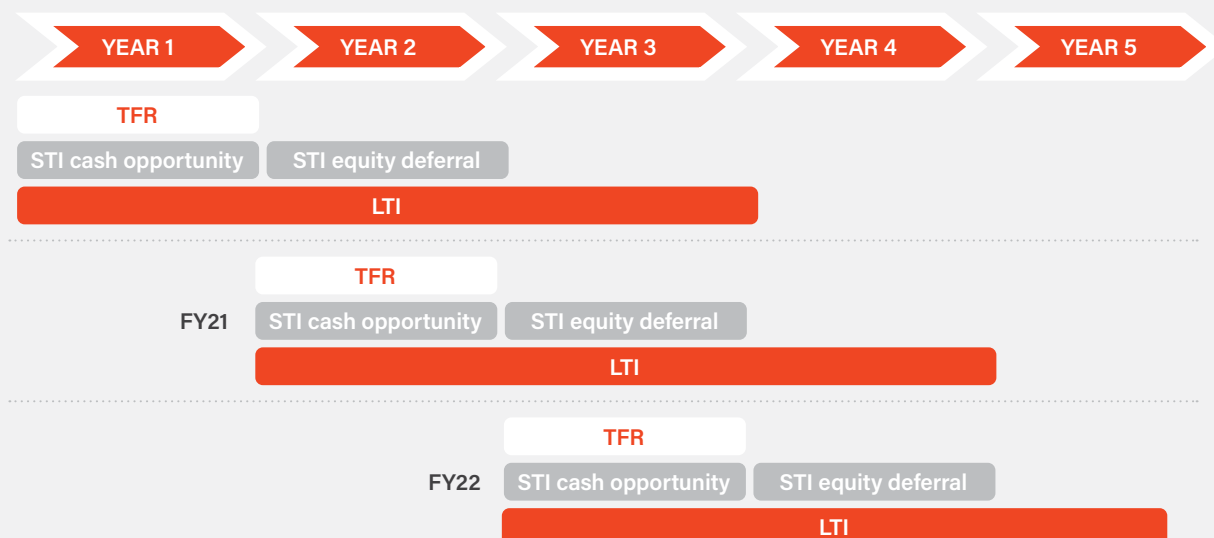 YEAR 1 YEAR 2 YEAR 3 YEAR 4 YEAR 5
TFR
STI cash opportunity STI equity deferral
LTI
TFR
FY21 STI cash opportunity STI equity deferral
LTI
TFR
FY22 STI cash opportunity STI equity deferral
LTI